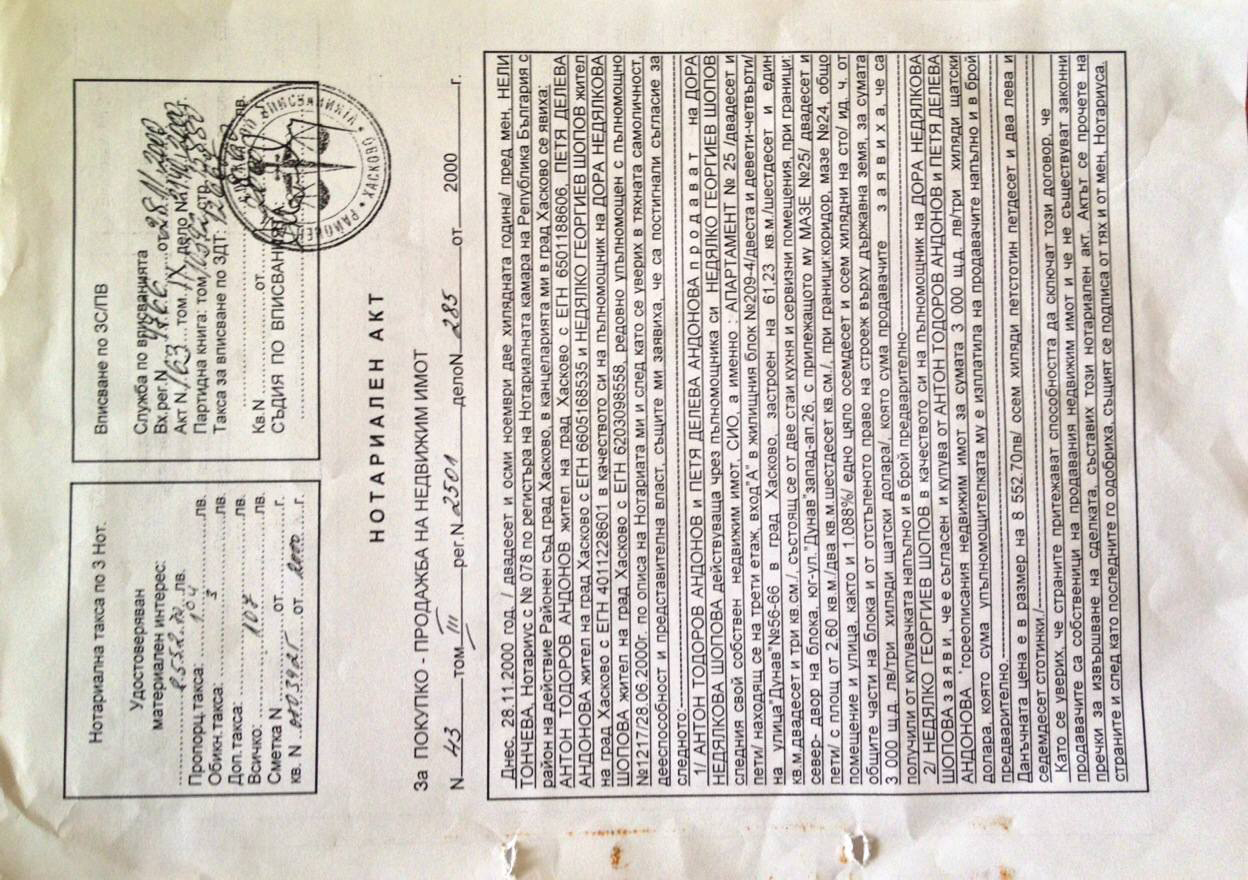 Нотариална такса по З Нот.
Удостоверяван
материален интерес:
8552.70 лв.
Пропорц.такса: 104 лв.
Обикн.такса: 3 лв.
Доп.такса: лв.
Всичко: 107 лв.
Сметка N от г.
кв. N от 2000 г.
Вписване по ЗС/ПВ
Служба по вписванията
Вх.рег.N 4766 от 28.11.2000
Акт N 163 том IX дело N
Партидна книга: том стр.
Такса за вписване по ЗДТ: лв.
Кв.N от
СЪДИЯ ПО ВПИСВАН
ХАСКОВО
НОТАРИАЛЕН АКТ
За ПОКУПКО - ПРОДАЖБА НА НЕДВИЖИМ ИМОТ
N 43 том III рег.N 2501 дело N 285 от 2000 г.
Днес, 28.11.2000 год. / двадесет и осми ноември две хилядната година/ пред мен, НЕЛИ
ТОНЧЕВА, Нотариус с № 078 по регистъра на Нотариалната камара на Република България с
район на действие Районен съд град Хасково, в канцеларията ми в град Хасково се явиха:
АНТОН ТОДОРОВ АНДОНОВ жител на град Хасково с ЕГН 6501188606, ПЕТЯ ДЕЛЕВА
АНДОНОВА жител на град Хасково с ЕГН 6605168535 и НЕДЯЛКО ГЕОРГИЕВ ШОПОВ жител
на град Хасково с ЕГН 4011228601 в качеството си на пълномощник на ДОРА НЕДЯЛКОВА
ШОПОВА жител на град Хасково с ЕГН 6203098558, редовно упълномощен с пълномощно
№1217/28.06.2000г. по описа на Нотариата ми и след като се уверих в тяхната самоличност,
дееспособност и представителна власт, същите ми заявиха, че са постигнали съгласие за
следното:
1/ АНТОН ТОДОРОВ АНДОНОВ и ПЕТЯ ДЕЛЕВА АНДОНОВА п р о д а в а т на ДОРА
НЕДЯЛКОВА ШОПОВА действуваща чрез пълномощника си НЕДЯЛКО ГЕОРГИЕВ ШОПОВ
следния свой собствен недвижим имот, СИО, а именно : АПАРТАМЕНТ № 25 /двадесет и
пети/ находящ се на трети етаж, вход"А" в жилищния блок №209-4/двеста и девети-четвърти/
на улица"Дунав"№56-66 в град Хасково, застроен на 61,23 кв.м./шестдесет и един
кв.м.двадесет и три кв.см./, състоящ се от две стаи кухня и сервизни помещения, при граници:
север- двор на блока, юг-ул."Дунав"запад-ап.26, с прилежащото му МАЗЕ №25/ двадесет и
пети/ с площ от 2,60 кв.м./два кв.м.шестдесет кв.см./, при граници:коридор, мазе №24, общо
помещение и улица, както и 1,088%/ едно цяло осемдесет и осем хилядни на сто/ ид. ч. от
общите части на блока и от отстъпеното право на строеж върху държавна земя, за сумата
3 000 щ.д. лв/три хиляди щатски долара/, която сума продавачите з а я в и х а, че са
получили от купувачката напълно и в брой предварително
2/ НЕДЯЛКО ГЕОРГИЕВ ШОПОВ в качеството си на пълномощник на ДОРА НЕДЯЛКОВА
ШОПОВА з а я в и, че е съгласен и купува от АНТОН ТОДОРОВ АНДОНОВ и ПЕТЯ ДЕЛЕВА
АНДОНОВА "гореописания недвижим имот за сумата 3 000 щ.д. лв/три хиляди щатски
долара, която сума упълномощителката му е изплатила на продавачите напълно и в брой
предварително.
Данъчната цена е в размер на 8 552.70лв/ осем хиляди петстотин петдесет и два лева и
седемдесет стотинки/.
Като се уверих, че страните притежават способността да сключат този договор, че
продавачите са собственици на продавания недвижим имот и че не съществуват законни
пречки за извършване на сделката, съставих този нотариален акт. Актът се прочете на
страните и след като последните го одобриха, същият се подписа от тях и от мен, Нотариуса.